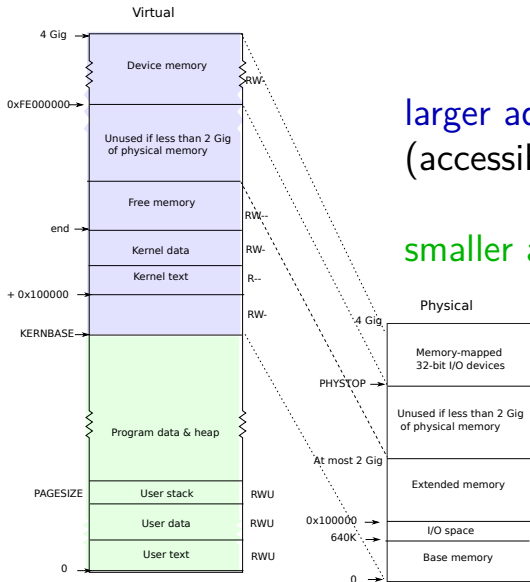 Virtual
4 Gig
Device memory
RW-
0xFE000000
Unused if less than 2 Gig
of physical memory
Free memory
RW--
end
Kernel data
RW-
Kernel text
R--
+ 0x100000
RW-
KERNBASE
Program data & heap
PAGESIZE
User stack
RWU
User data
RWU
User text
RWU
0
larger
(accessi
smaller
Physical
4 Gig
Memory-mapped
32-bit I/O devices
PHYSTOP
Unused if less than 2 Gig
of physical memory
At most 2 Gig
Extended memory
0x100000
I/O space
640K
Base memory
0